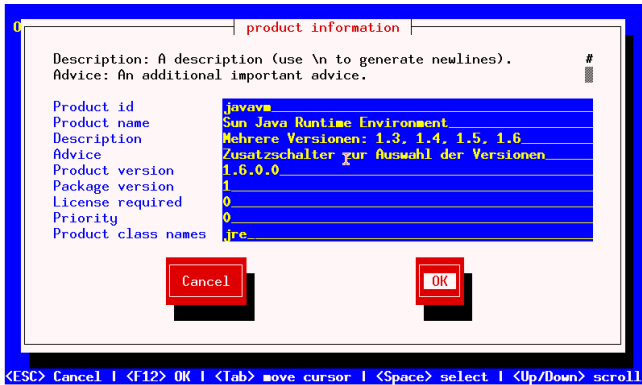 O
product information
Description: A description (use \n to generate newlines). #
Advice: An additional important advice.
Product id javavm
Product name Sun Java Runtime Environment
Description Mehrere Versionen: 1.3, 1.4, 1.5, 1.6
Advice Zusatzschalter zur Auswahl der Versionen
Product version 1.6.0.0
Package version 1
License required 0
Priority 0
Product class names jre
Cancel OK
<ESC> Cancel | <F12> OK | <Tab> move cursor | <Space> select | <Up/Down> scroll